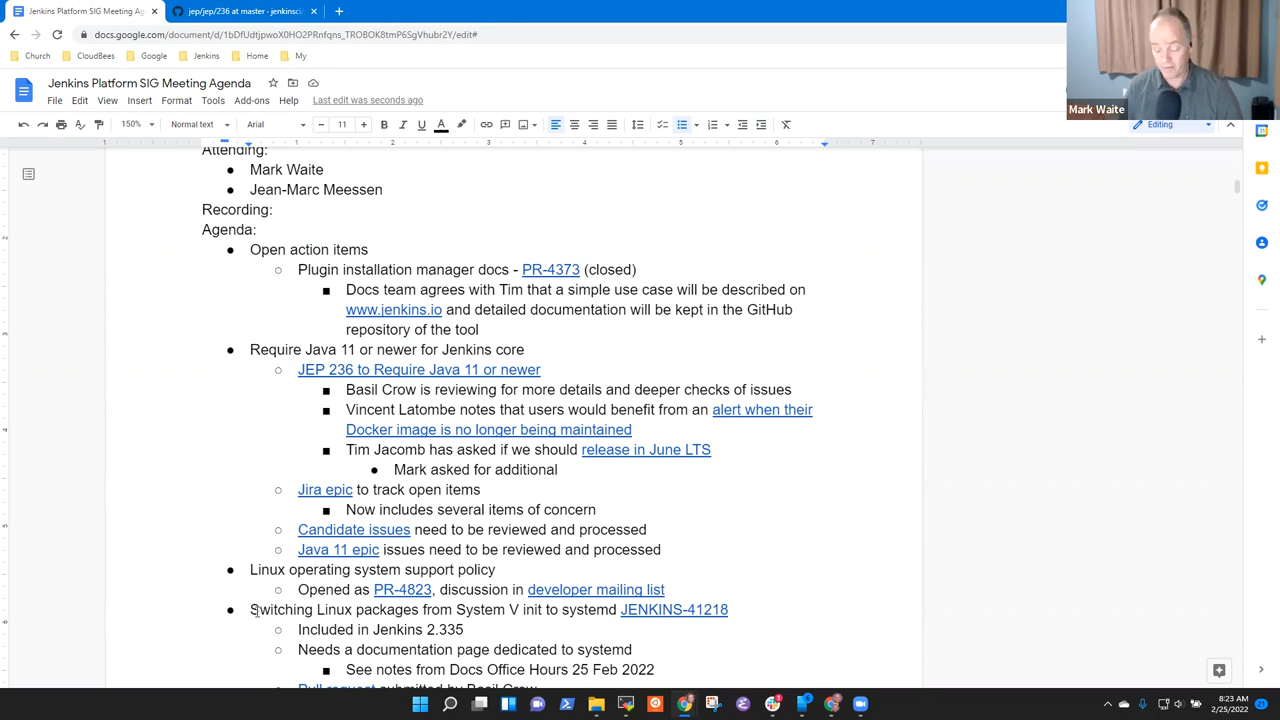 Jenkins Platform SIG Meeting Ag
jep/jep/236 at master · jenkinsci/
docs.google.com/document/d/1bDfUdtjpwoX0HO2PRnfqns_TROBOK8tmP6SgVhubr2Y/edit#
Church
CloudBees
Google
Jenkins
Home
My
Jenkins Platform SIG Meeting Agenda
File Edit View Insert Format Tools Add-ons Help Last edit was seconds ago
150% Normal text Arial 11 Editing
Mark Waite
Attending:
● Mark Waite
● Jean-Marc Meessen
Recording:
Agenda:
● Open action items
○ Plugin installation manager docs - PR-4373 (closed)
■ Docs team agrees with Tim that a simple use case will be described on
www.jenkins.io and detailed documentation will be kept in the GitHub
repository of the tool
● Require Java 11 or newer for Jenkins core
○ JEP 236 to Require Java 11 or newer
■ Basil Crow is reviewing for more details and deeper checks of issues
■ Vincent Latombe notes that users would benefit from an alert when their
Docker image is no longer being maintained
■ Tim Jacomb has asked if we should release in June LTS
● Mark asked for additional
○ Jira epic to track open items
■ Now includes several items of concern
○ Candidate issues need to be reviewed and processed
○ Java 11 epic issues need to be reviewed and processed
● Linux operating system support policy
○ Opened as PR-4823, discussion in developer mailing list
● Switching Linux packages from System V init to systemd JENKINS-41218
○ Included in Jenkins 2.335
○ Needs a documentation page dedicated to systemd
■ See notes from Docs Office Hours 25 Feb 2022
○ Pull request submitted by Basil Crow
8:23 AM
2/25/2022